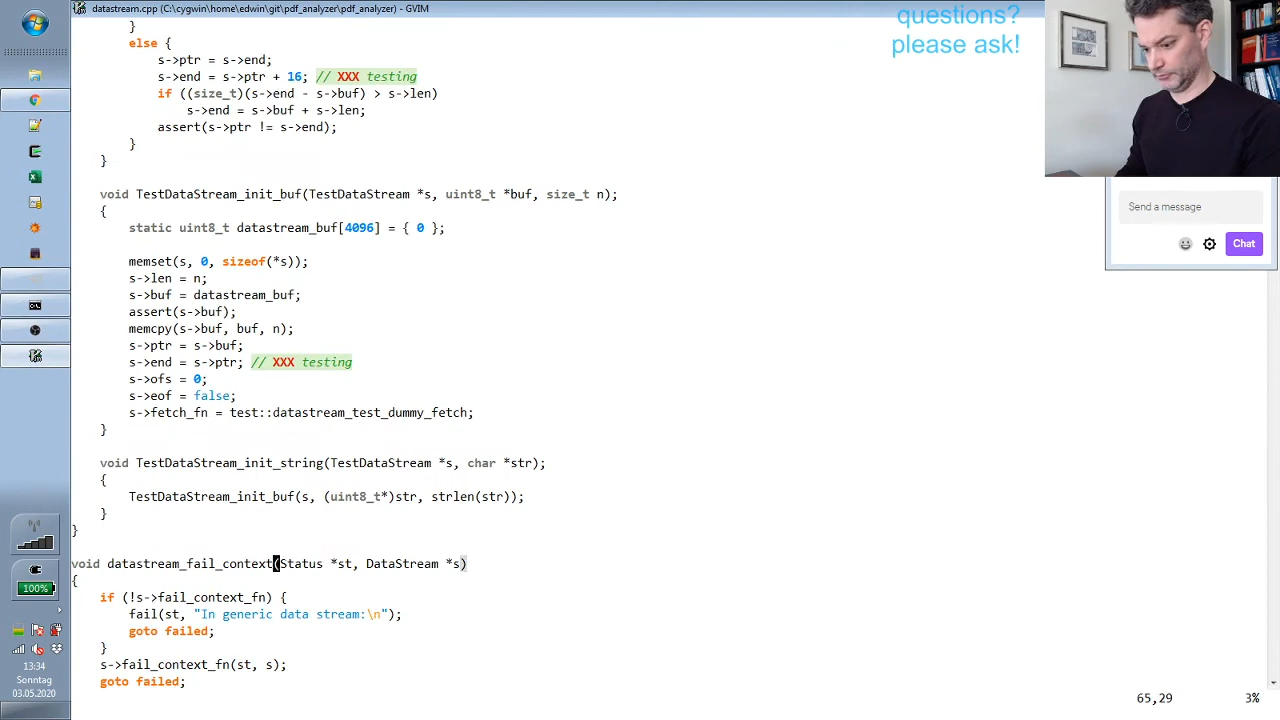 datastream.cpp (C:\cygwin\home\edwin\git\pdf_analyzer\pdf_analyzer) - GVIM
questions?
please ask!
}
else {
s->ptr = s->end;
s->end = s->ptr + 16; // XXX testing
if ((size_t)(s->end - s->buf) > s->len)
s->end = s->buf + s->len;
assert(s->ptr != s->end);
}
}
void TestDataStream_init_buf(TestDataStream *s, uint8_t *buf, size_t n);
{
static uint8_t datastream_buf[4096] = { 0 };
memset(s, 0, sizeof(*s));
s->len = n;
s->buf = datastream_buf;
assert(s->buf);
memcpy(s->buf, buf, n);
s->ptr = s->buf;
s->end = s->ptr; // XXX testing
s->ofs = 0;
s->eof = false;
s->fetch_fn = test::datastream_test_dummy_fetch;
}
void TestDataStream_init_string(TestDataStream *s, char *str);
{
TestDataStream_init_buf(s, (uint8_t*)str, strlen(str));
}
}
void datastream_fail_context(Status *st, DataStream *s)
{
if (!s->fail_context_fn) {
fail(st, "In generic data stream:\n");
goto failed;
}
s->fail_context_fn(st, s);
goto failed;
65,29 3%
Send a message
Chat
100%
13:34
Sonntag
03.05.2020